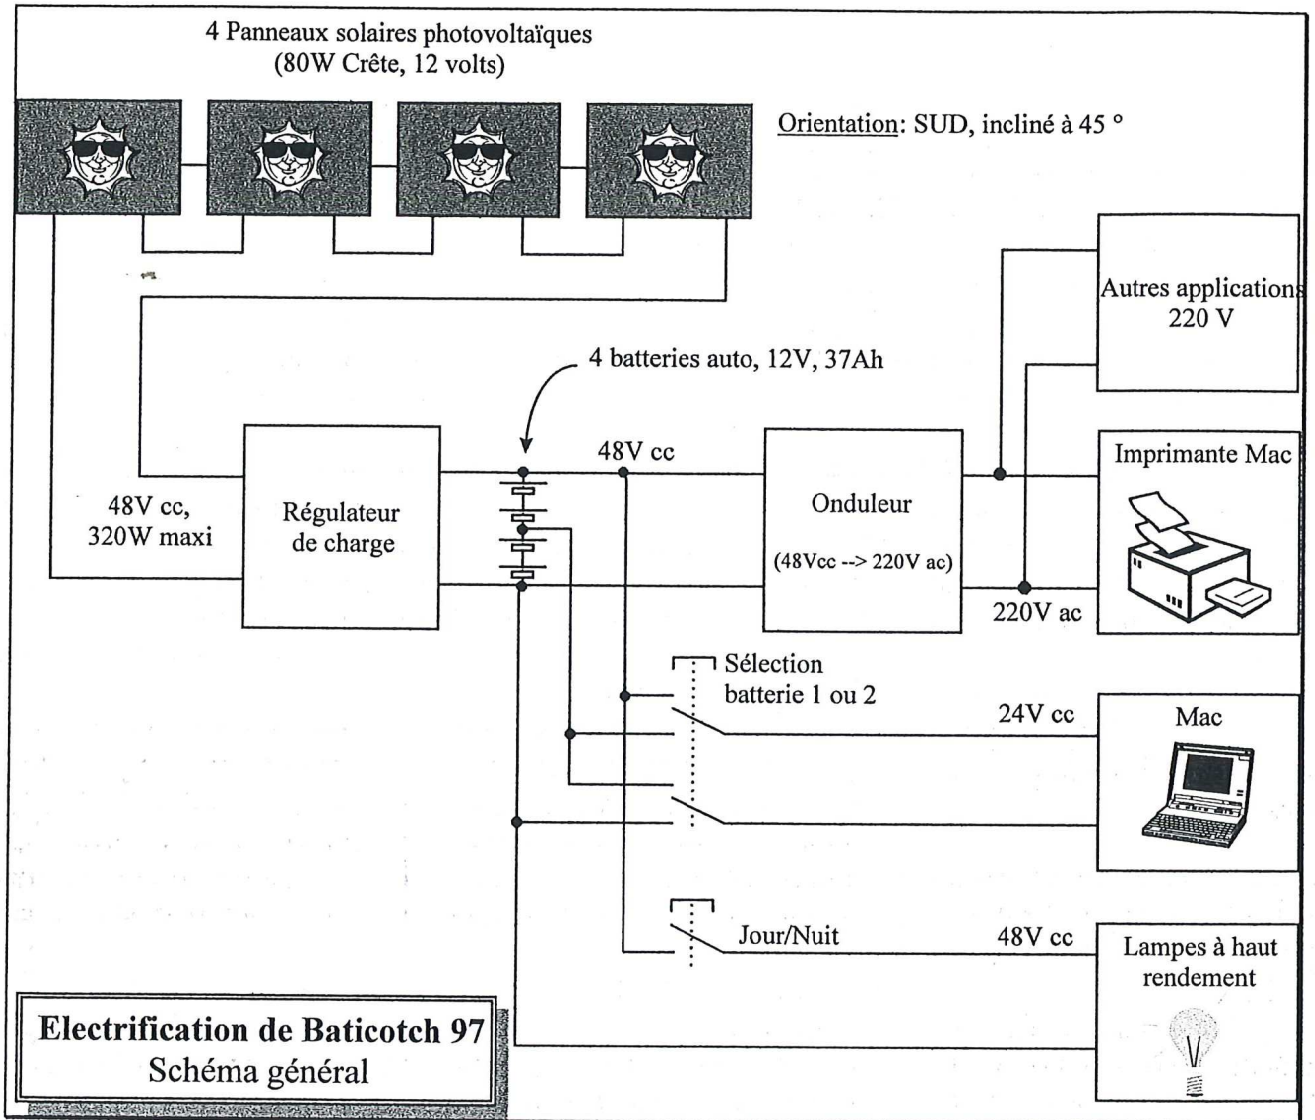 4 Panneaux solaires photovoltaïques
(80W Crête, 12 volts)
Orientation: SUD, incliné à 45 °
Autres applications
220 V
4 batteries auto, 12V, 37Ah
48V cc
48V cc,
320W maxi
Régulateur
de charge
Onduleur
(48Vcc --> 220V ac)
Imprimante Mac
220V ac
Sélection
batterie 1 ou 2
24V cc
Mac
Jour/Nuit
48V cc
Lampes à haut
rendement
Electrification de Baticotch 97
Schéma général